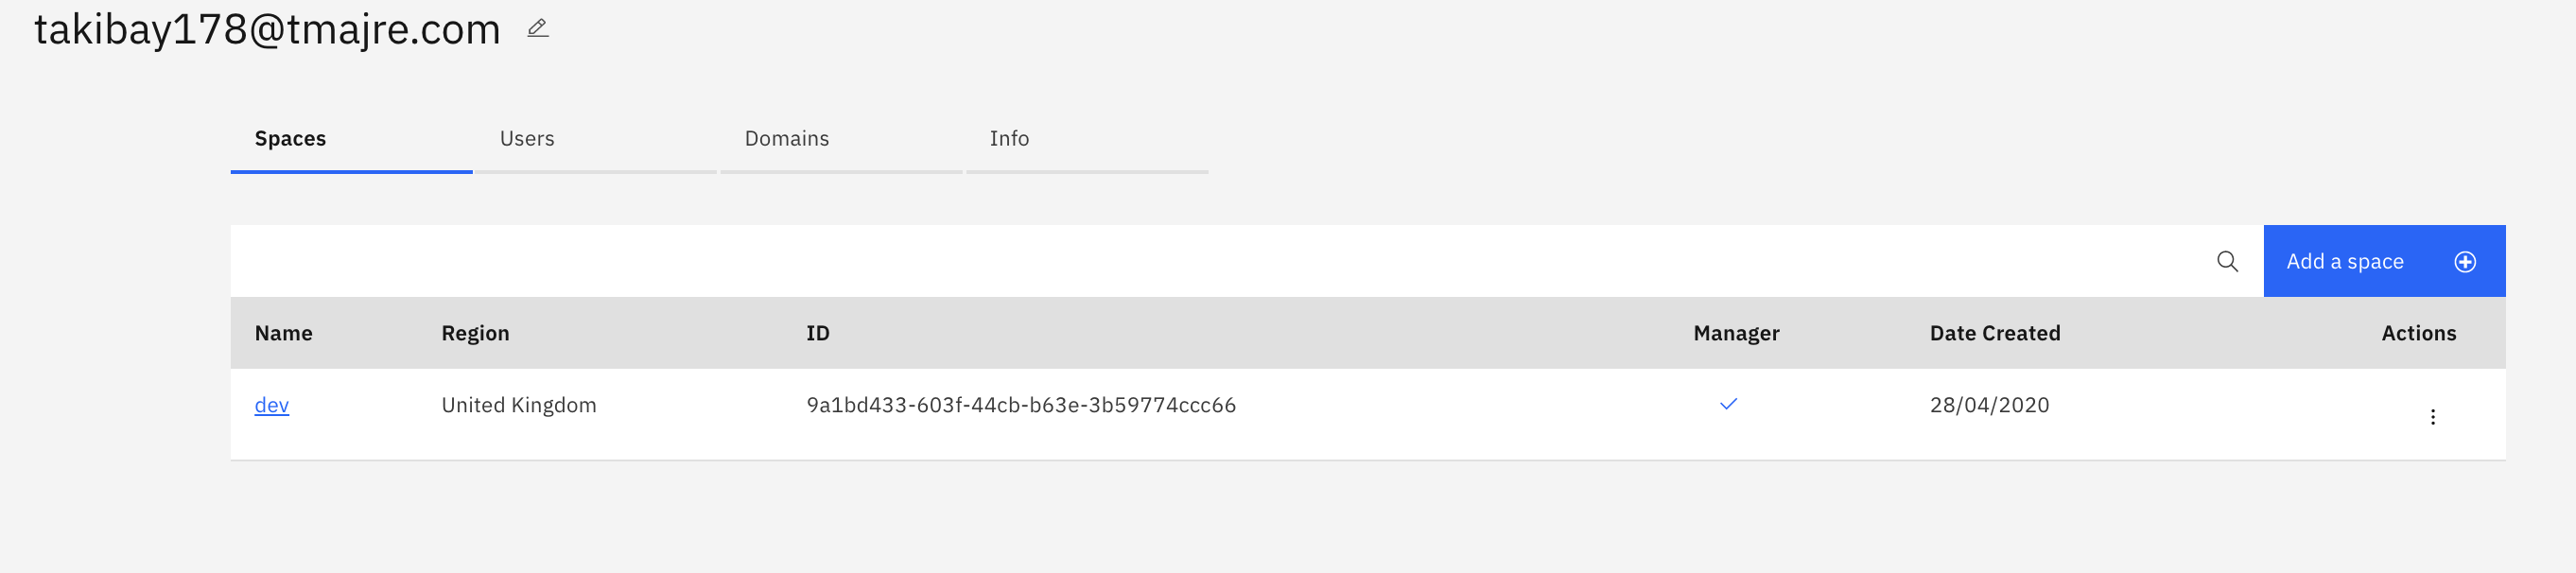 takibay178@tmajre.com
Spaces Users Domains Info
Add a space
Name Region ID Manager Date Created Actions
dev United Kingdom 9a1bd433-603f-44cb-b63e-3b59774ccc66 28/04/2020